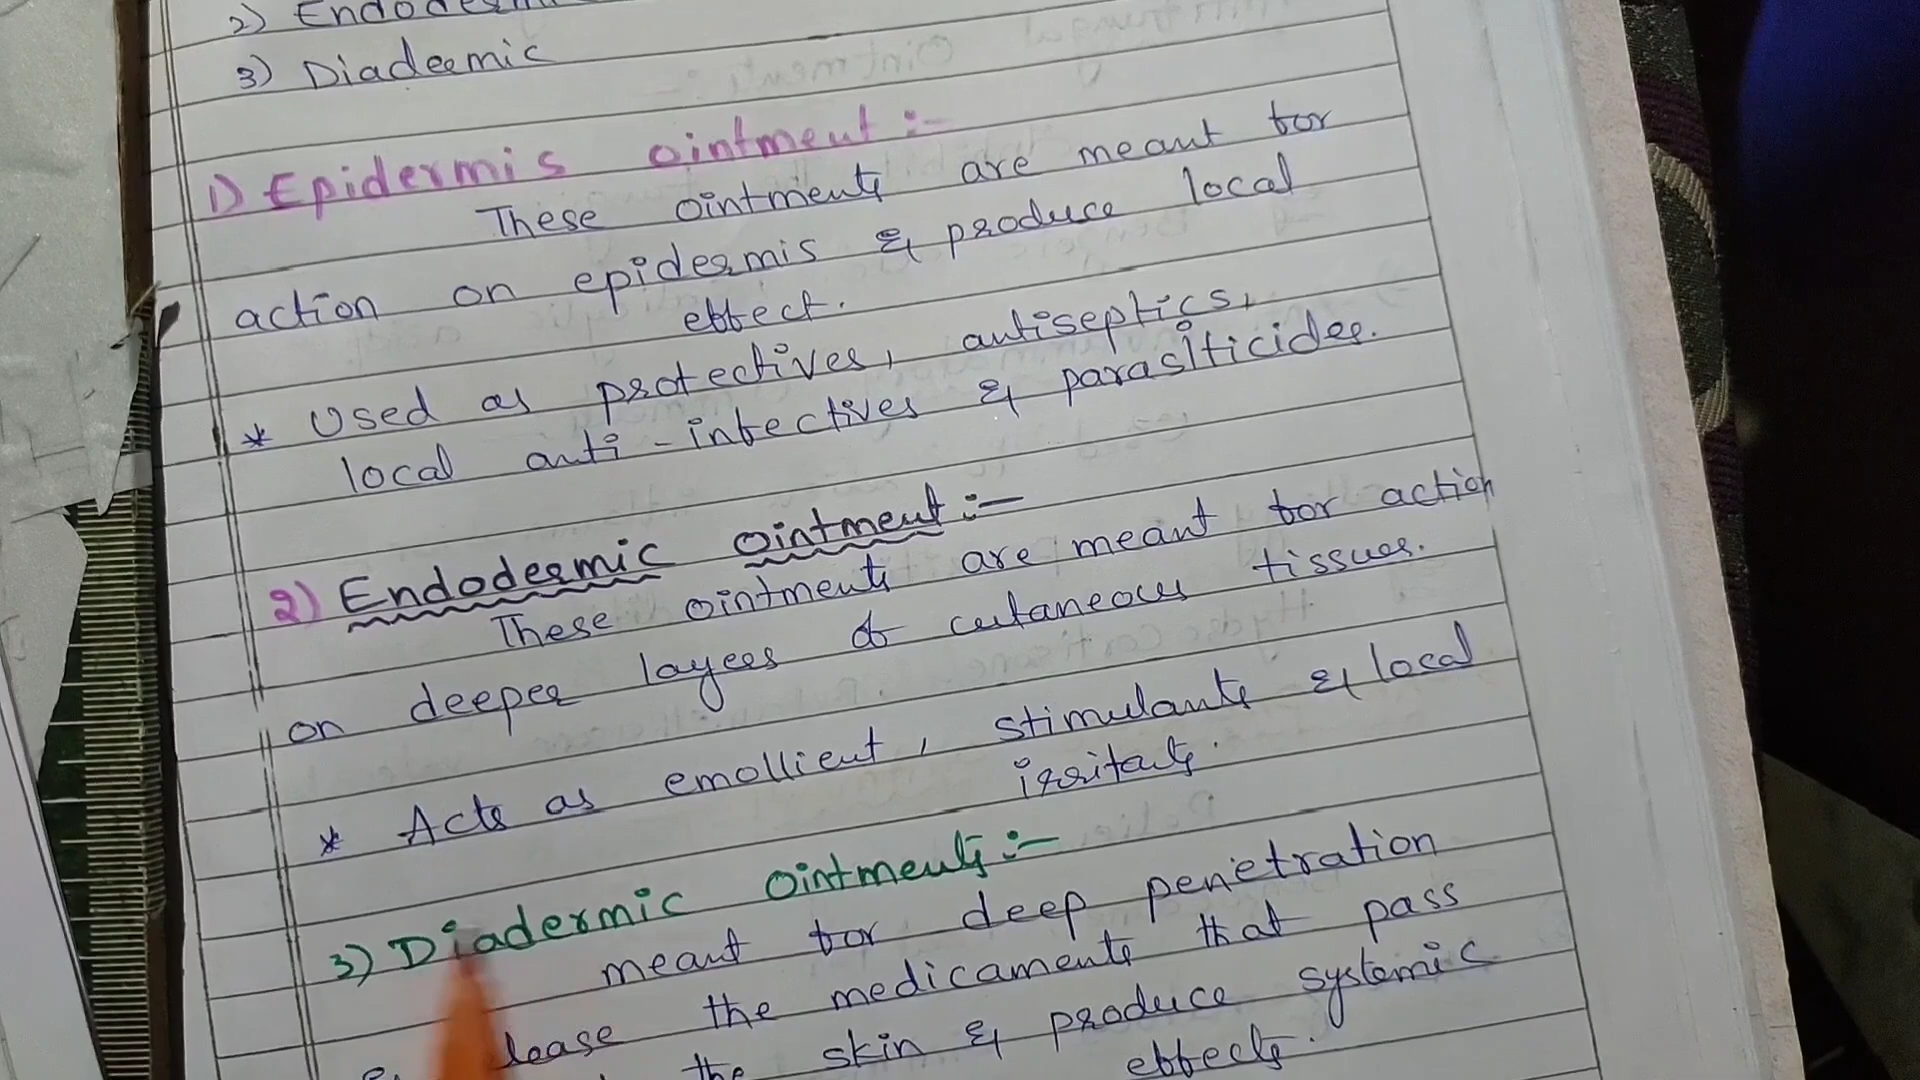 2) Endodermic
3) Diadermic
1) Epidermis ointment :-
These ointments are meant for
action on epidermis & produce local
effect.
* Used as protectives, antiseptics,
local anti-infectives & parasiticides.
2) Endodermic ointment :-
These ointments are meant for action
on deeper layers of cutaneous tissues.
* Acts as emollient, stimulants & local
irritants.
3) Diadermic ointments :-
meant for deep penetration
lease the medicaments that pass
the skin & produce systemic
effects.